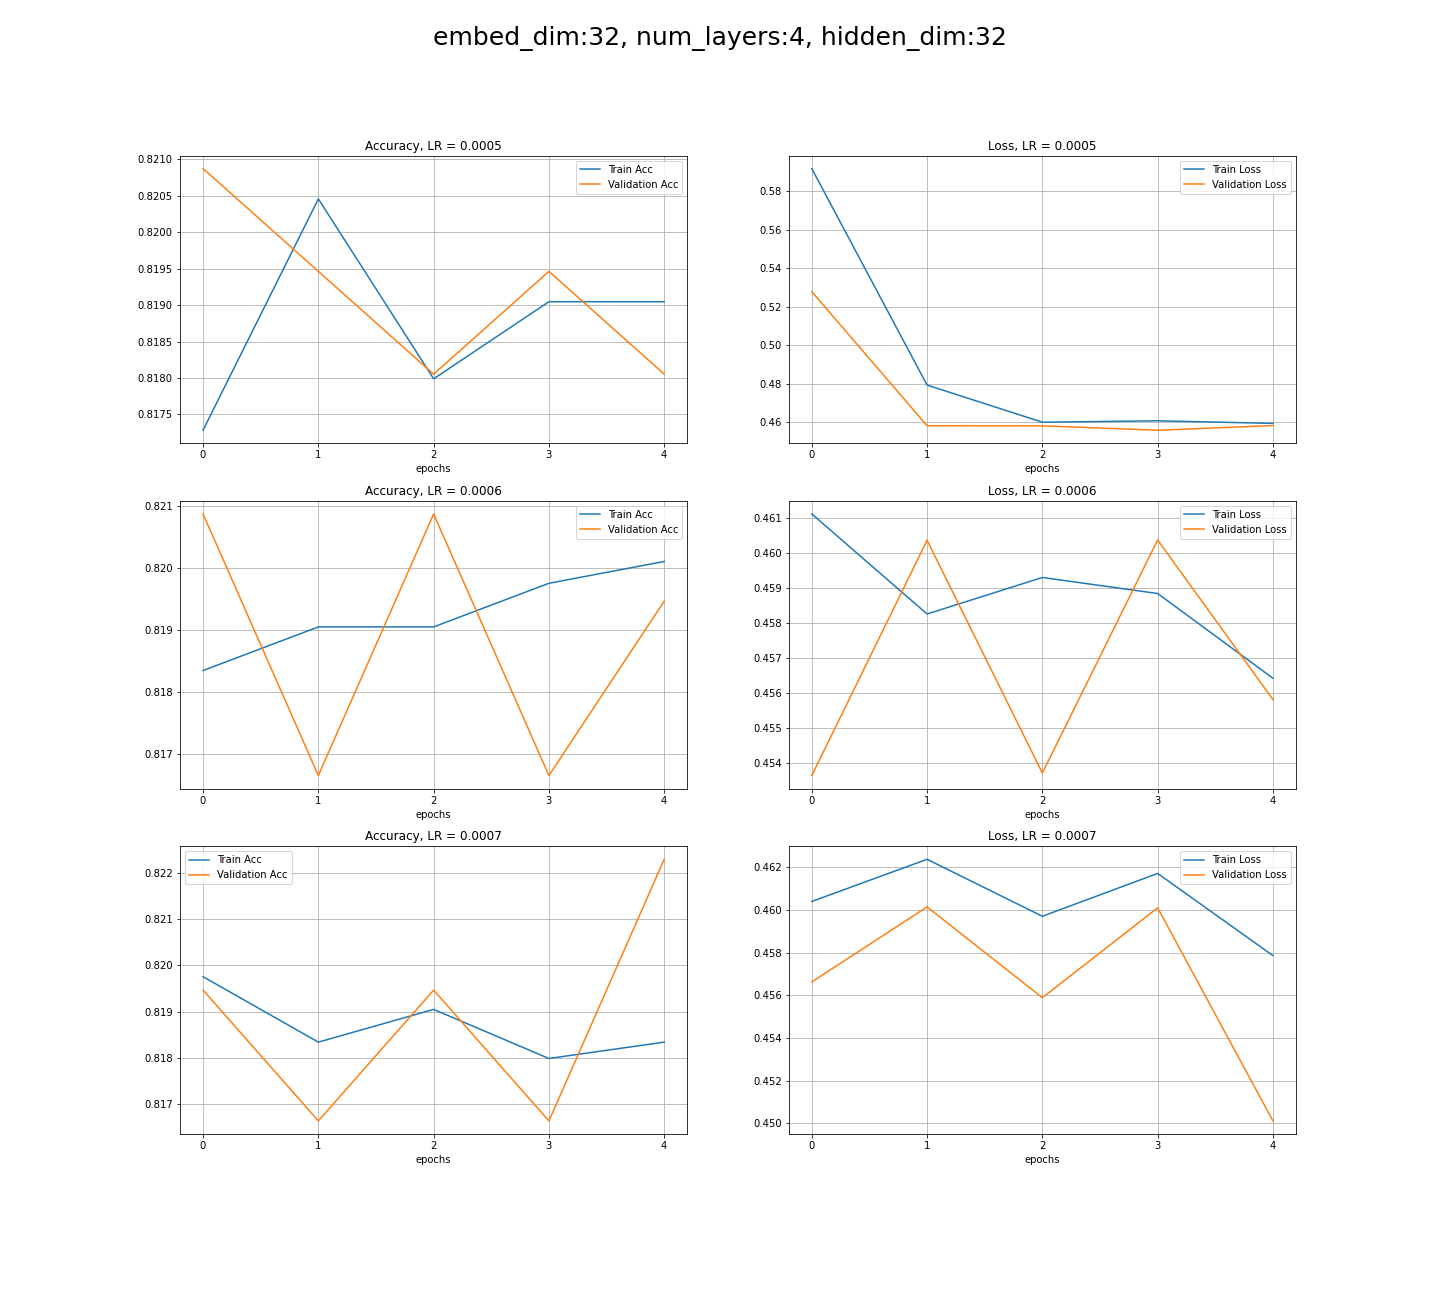 embed_dim:32, num_layers:4, hidden_dim:32
Accuracy, LR = 0.0005
0.8210
0.8205
0.8200
0.8195
0.8190
0.8185
0.8180
0.8175
Train Acc
Validation Acc
0 1 2 3 4
epochs
Loss, LR = 0.0005
0.58
0.56
0.54
0.52
0.50
0.48
0.46
Train Loss
Validation Loss
0 1 2 3 4
epochs
Accuracy, LR = 0.0006
0.821
0.820
0.819
0.818
0.817
Train Acc
Validation Acc
0 1 2 3 4
epochs
Loss, LR = 0.0006
0.461
0.460
0.459
0.458
0.457
0.456
0.455
0.454
Train Loss
Validation Loss
0 1 2 3 4
epochs
Accuracy, LR = 0.0007
0.822
0.821
0.820
0.819
0.818
0.817
Train Acc
Validation Acc
0 1 2 3 4
epochs
Loss, LR = 0.0007
0.462
0.460
0.458
0.456
0.454
0.452
0.450
Train Loss
Validation Loss
0 1 2 3 4
epochs